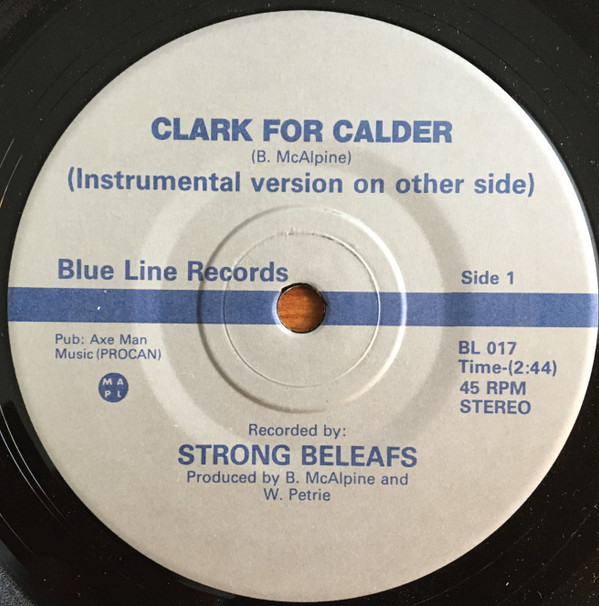 CLARK FOR CALDER
(B. McAlpine)
(Instrumental version on other side)
Blue Line Records
Side 1
Pub: Axe Man
Music (PROCAN)
M A
P L
BL 017
Time-(2:44)
45 RPM
STEREO
Recorded by:
STRONG BELEAFS
Produced by B. McAlpine and
W. Petrie